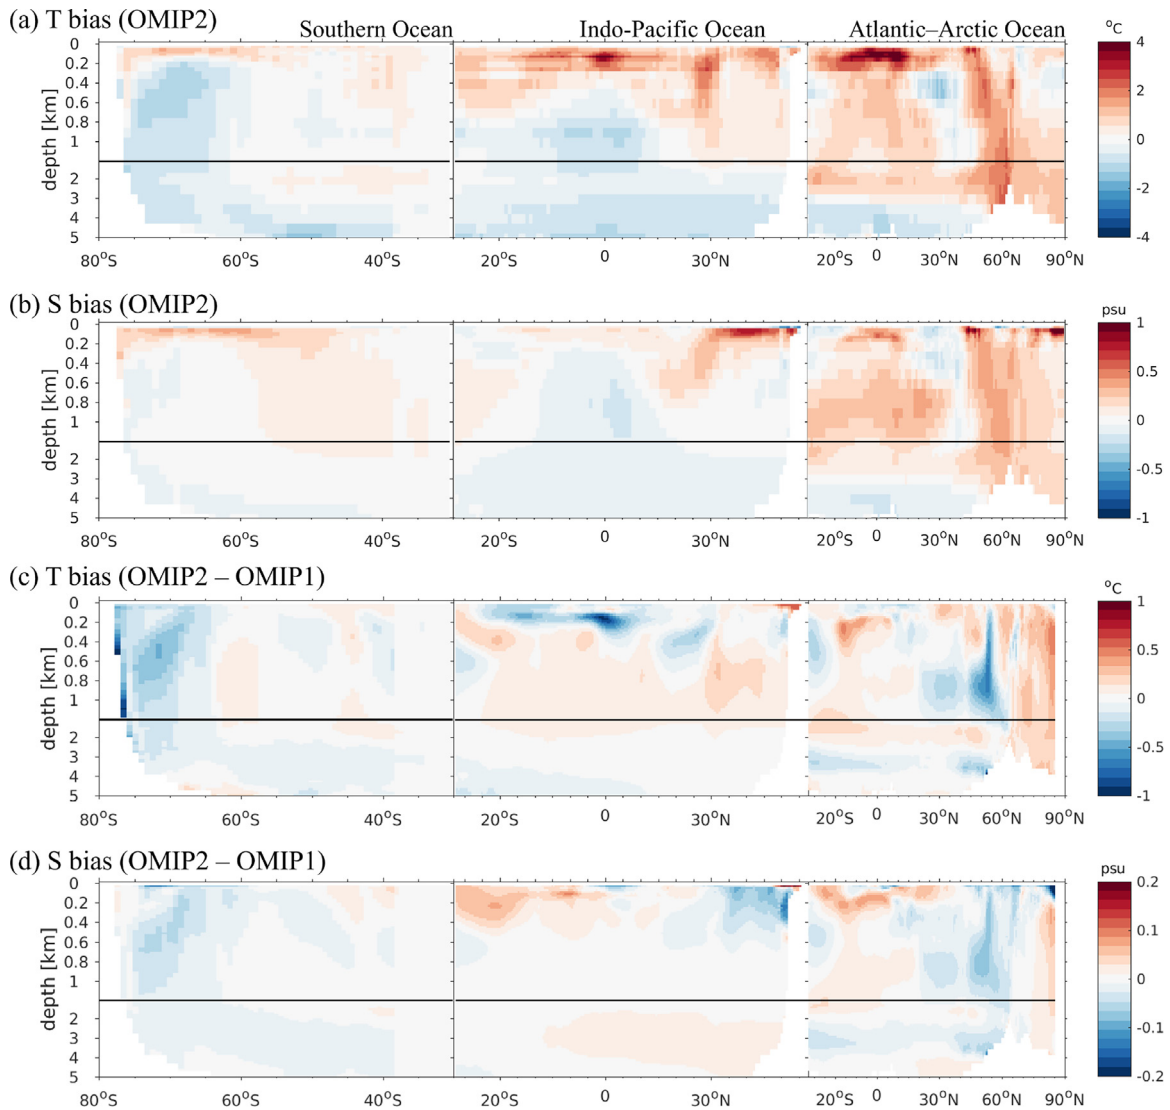 (a) T bias (OMIP2)
Southern Ocean
Indo-Pacific Ocean
Atlantic–Arctic Ocean
°C
depth [km]
0
0.2
0.4
0.6
0.8
1
2
3
4
5
80°S
60°S
40°S
20°S
0
30°N
20°S
0
30°N
60°N
90°N
4
2
0
-2
-4
(b) S bias (OMIP2)
psu
depth [km]
0
0.2
0.4
0.6
0.8
1
2
3
4
5
80°S
60°S
40°S
20°S
0
30°N
20°S
0
30°N
60°N
90°N
1
0.5
0
-0.5
-1
(c) T bias (OMIP2 – OMIP1)
°C
depth [km]
0
0.2
0.4
0.6
0.8
1
2
3
4
5
80°S
60°S
40°S
20°S
0
30°N
20°S
0
30°N
60°N
90°N
1
0.5
0
-0.5
-1
(d) S bias (OMIP2 – OMIP1)
psu
depth [km]
0
0.2
0.4
0.6
0.8
1
2
3
4
5
80°S
60°S
40°S
20°S
0
30°N
20°S
0
30°N
60°N
90°N
0.2
0.1
0
-0.1
-0.2